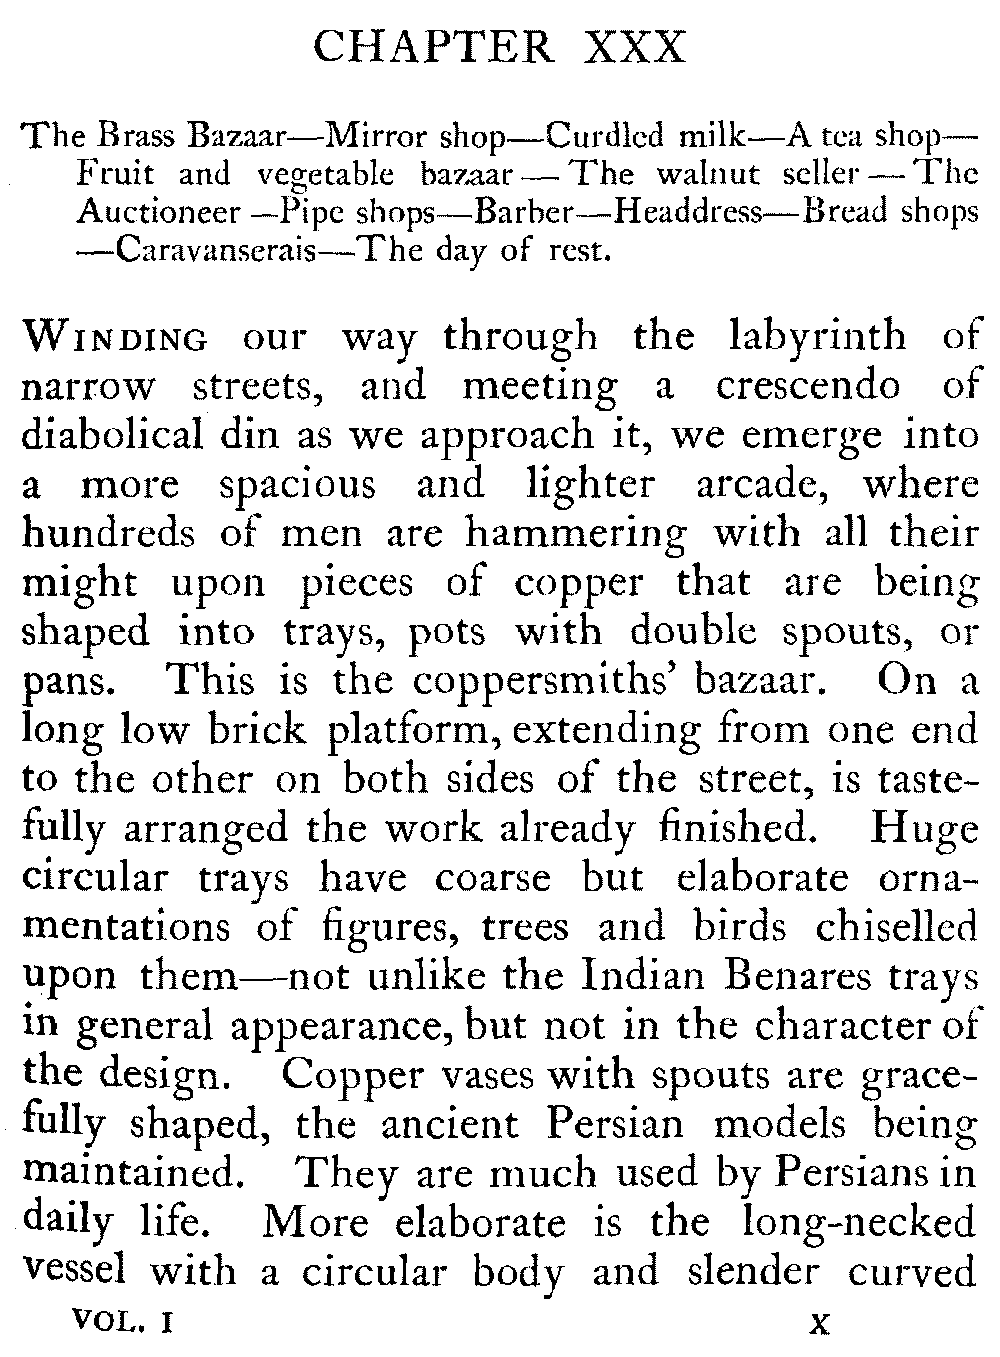 CHAPTER XXX
The Brass Bazaar—Mirror shop—Curdled milk—A tea shop—
Fruit and vegetable bazaar — The walnut seller — The
Auctioneer —Pipe shops—Barber—Headdress—Bread shops
—Caravanserais—The day of rest.
WINDING our way through the labyrinth of
narrow streets, and meeting a crescendo of
diabolical din as we approach it, we emerge into
a more spacious and lighter arcade, where
hundreds of men are hammering with all their
might upon pieces of copper that are being
shaped into trays, pots with double spouts, or
pans. This is the coppersmiths’ bazaar. On a
long low brick platform, extending from one end
to the other on both sides of the street, is taste-
fully arranged the work already finished. Huge
circular trays have coarse but elaborate orna-
mentations of figures, trees and birds chiselled
upon them—not unlike the Indian Benares trays
in general appearance, but not in the character of
the design. Copper vases with spouts are grace-
fully shaped, the ancient Persian models being
maintained. They are much used by Persians in
daily life. More elaborate is the long-necked
vessel with a circular body and slender curved
VOL. I X